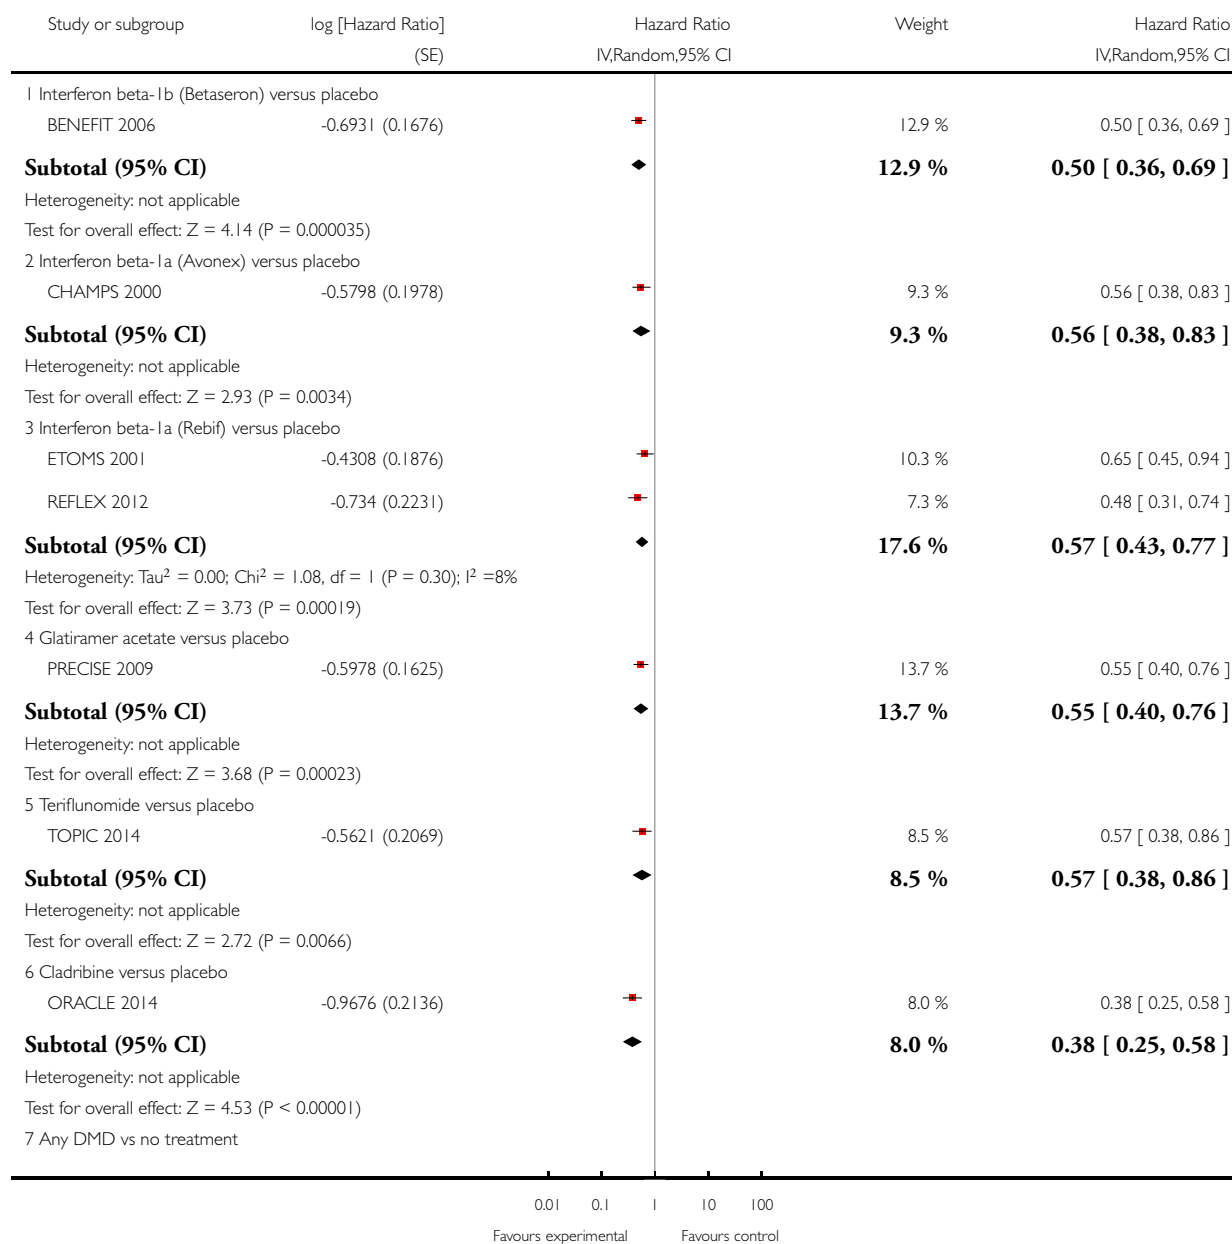 Study or subgroup log [Hazard Ratio] Hazard Ratio Weight Hazard Ratio
(SE) IV,Random,95% CI IV,Random,95% CI
1 Interferon beta-1b (Betaseron) versus placebo
BENEFIT 2006 -0.6931 (0.1676) 12.9 % 0.50 [ 0.36, 0.69 ]
Subtotal (95% CI) 12.9 % 0.50 [ 0.36, 0.69 ]
Heterogeneity: not applicable
Test for overall effect: Z = 4.14 (P = 0.000035)
2 Interferon beta-1a (Avonex) versus placebo
CHAMPS 2000 -0.5798 (0.1978) 9.3 % 0.56 [ 0.38, 0.83 ]
Subtotal (95% CI) 9.3 % 0.56 [ 0.38, 0.83 ]
Heterogeneity: not applicable
Test for overall effect: Z = 2.93 (P = 0.0034)
3 Interferon beta-1a (Rebif) versus placebo
ETOMS 2001 -0.4308 (0.1876) 10.3 % 0.65 [ 0.45, 0.94 ]
REFLEX 2012 -0.734 (0.2231) 7.3 % 0.48 [ 0.31, 0.74 ]
Subtotal (95% CI) 17.6 % 0.57 [ 0.43, 0.77 ]
Heterogeneity: Tau² = 0.00; Chi² = 1.08, df = 1 (P = 0.30); I² =8%
Test for overall effect: Z = 3.73 (P = 0.00019)
4 Glatiramer acetate versus placebo
PRECISE 2009 -0.5978 (0.1625) 13.7 % 0.55 [ 0.40, 0.76 ]
Subtotal (95% CI) 13.7 % 0.55 [ 0.40, 0.76 ]
Heterogeneity: not applicable
Test for overall effect: Z = 3.68 (P = 0.00023)
5 Teriflunomide versus placebo
TOPIC 2014 -0.5621 (0.2069) 8.5 % 0.57 [ 0.38, 0.86 ]
Subtotal (95% CI) 8.5 % 0.57 [ 0.38, 0.86 ]
Heterogeneity: not applicable
Test for overall effect: Z = 2.72 (P = 0.0066)
6 Cladribine versus placebo
ORACLE 2014 -0.9676 (0.2136) 8.0 % 0.38 [ 0.25, 0.58 ]
Subtotal (95% CI) 8.0 % 0.38 [ 0.25, 0.58 ]
Heterogeneity: not applicable
Test for overall effect: Z = 4.53 (P < 0.00001)
7 Any DMD vs no treatment
0.01 0.1 1 10 100
Favours experimental Favours control